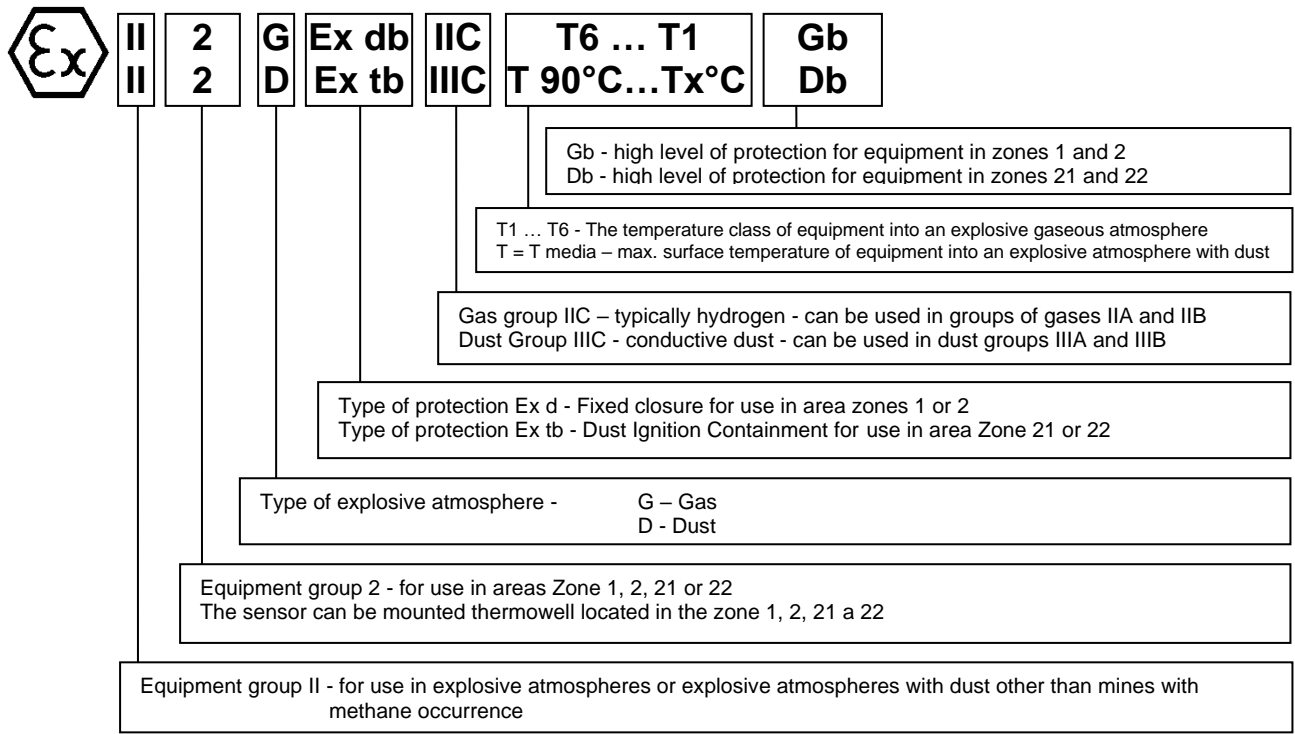 Ex II 2 G Ex db IIC T6 … T1 Gb
II 2 D Ex tb IIIC T 90°C…Tx°C Db
Gb - high level of protection for equipment in zones 1 and 2
Db - high level of protection for equipment in zones 21 and 22
T1 … T6 - The temperature class of equipment into an explosive gaseous atmosphere
T = T media – max. surface temperature of equipment into an explosive atmosphere with dust
Gas group IIC – typically hydrogen - can be used in groups of gases IIA and IIB
Dust Group IIIC - conductive dust - can be used in dust groups IIIA and IIIB
Type of protection Ex d - Fixed closure for use in area zones 1 or 2
Type of protection Ex tb - Dust Ignition Containment for use in area Zone 21 or 22
Type of explosive atmosphere - G – Gas
D - Dust
Equipment group 2 - for use in areas Zone 1, 2, 21 or 22
The sensor can be mounted thermowell located in the zone 1, 2, 21 a 22
Equipment group II - for use in explosive atmospheres or explosive atmospheres with dust other than mines with
methane occurrence